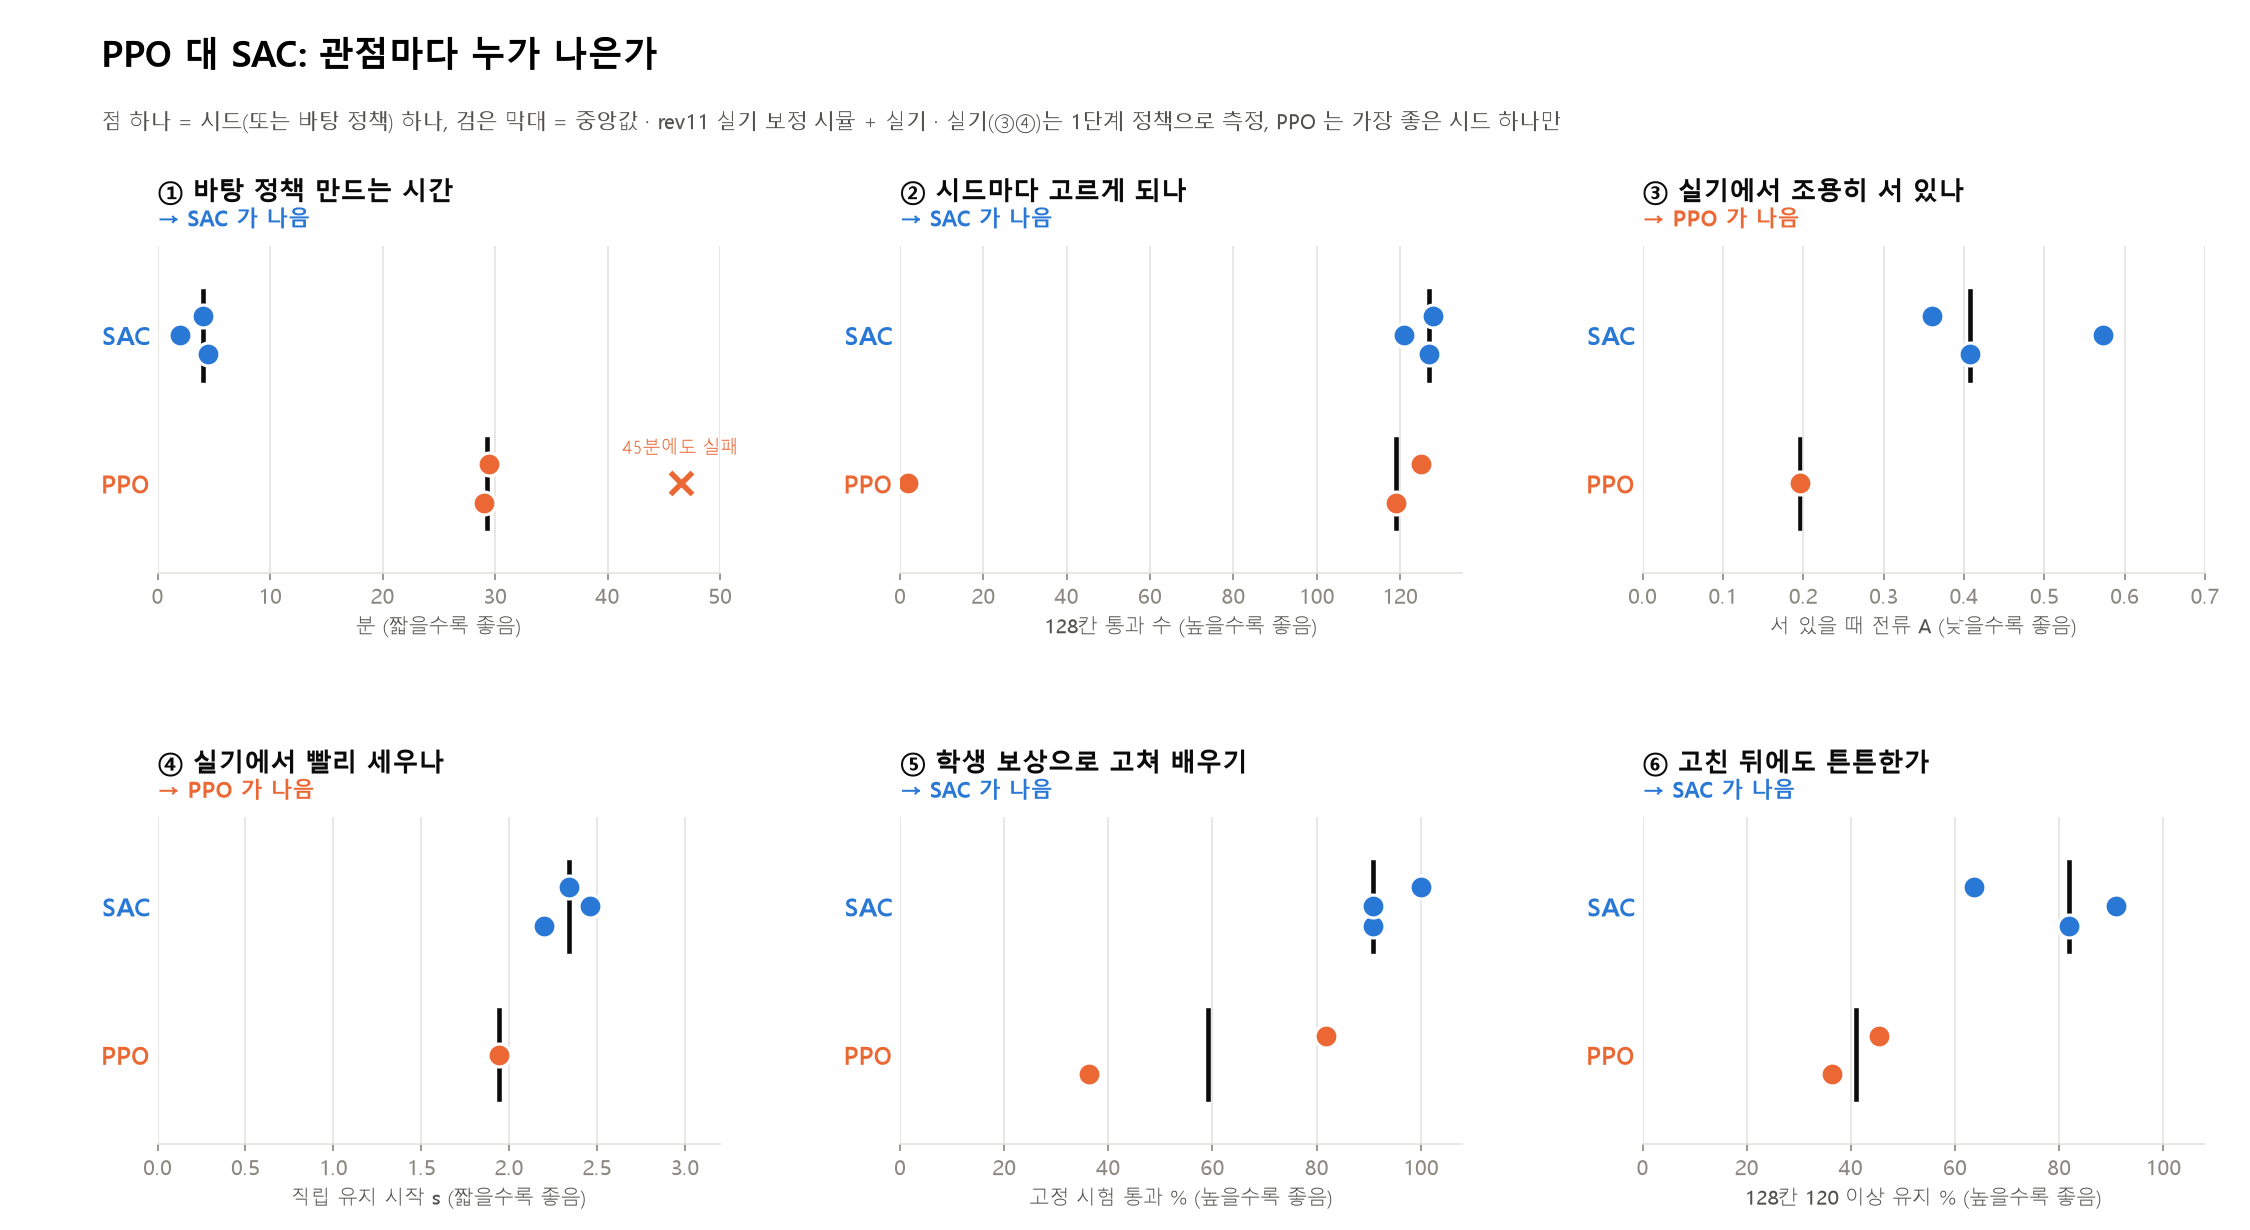 PPO 대 SAC: 관점마다 누가 나은가
점 하나 = 시드(또는 바탕 정책) 하나, 검은 막대 = 중앙값 · rev11 실기 보정 시뮬 + 실기 · 실기(③④)는 1단계 정책으로 측정, PPO 는 가장 좋은 시드 하나만
① 바탕 정책 만드는 시간
→ SAC 가 나음
SAC
45분에도 실패
PPO
0 10 20 30 40 50
분 (짧을수록 좋음)
② 시드마다 고르게 되나
→ SAC 가 나음
SAC
PPO
0 20 40 60 80 100 120
128칸 통과 수 (높을수록 좋음)
③ 실기에서 조용히 서 있나
→ PPO 가 나음
SAC
PPO
0.0 0.1 0.2 0.3 0.4 0.5 0.6 0.7
서 있을 때 전류 A (낮을수록 좋음)
④ 실기에서 빨리 세우나
→ PPO 가 나음
SAC
PPO
0.0 0.5 1.0 1.5 2.0 2.5 3.0
직립 유지 시작 s (짧을수록 좋음)
⑤ 학생 보상으로 고쳐 배우기
→ SAC 가 나음
SAC
PPO
0 20 40 60 80 100
고정 시험 통과 % (높을수록 좋음)
⑥ 고친 뒤에도 튼튼한가
→ SAC 가 나음
SAC
PPO
0 20 40 60 80 100
128칸 120 이상 유지 % (높을수록 좋음)